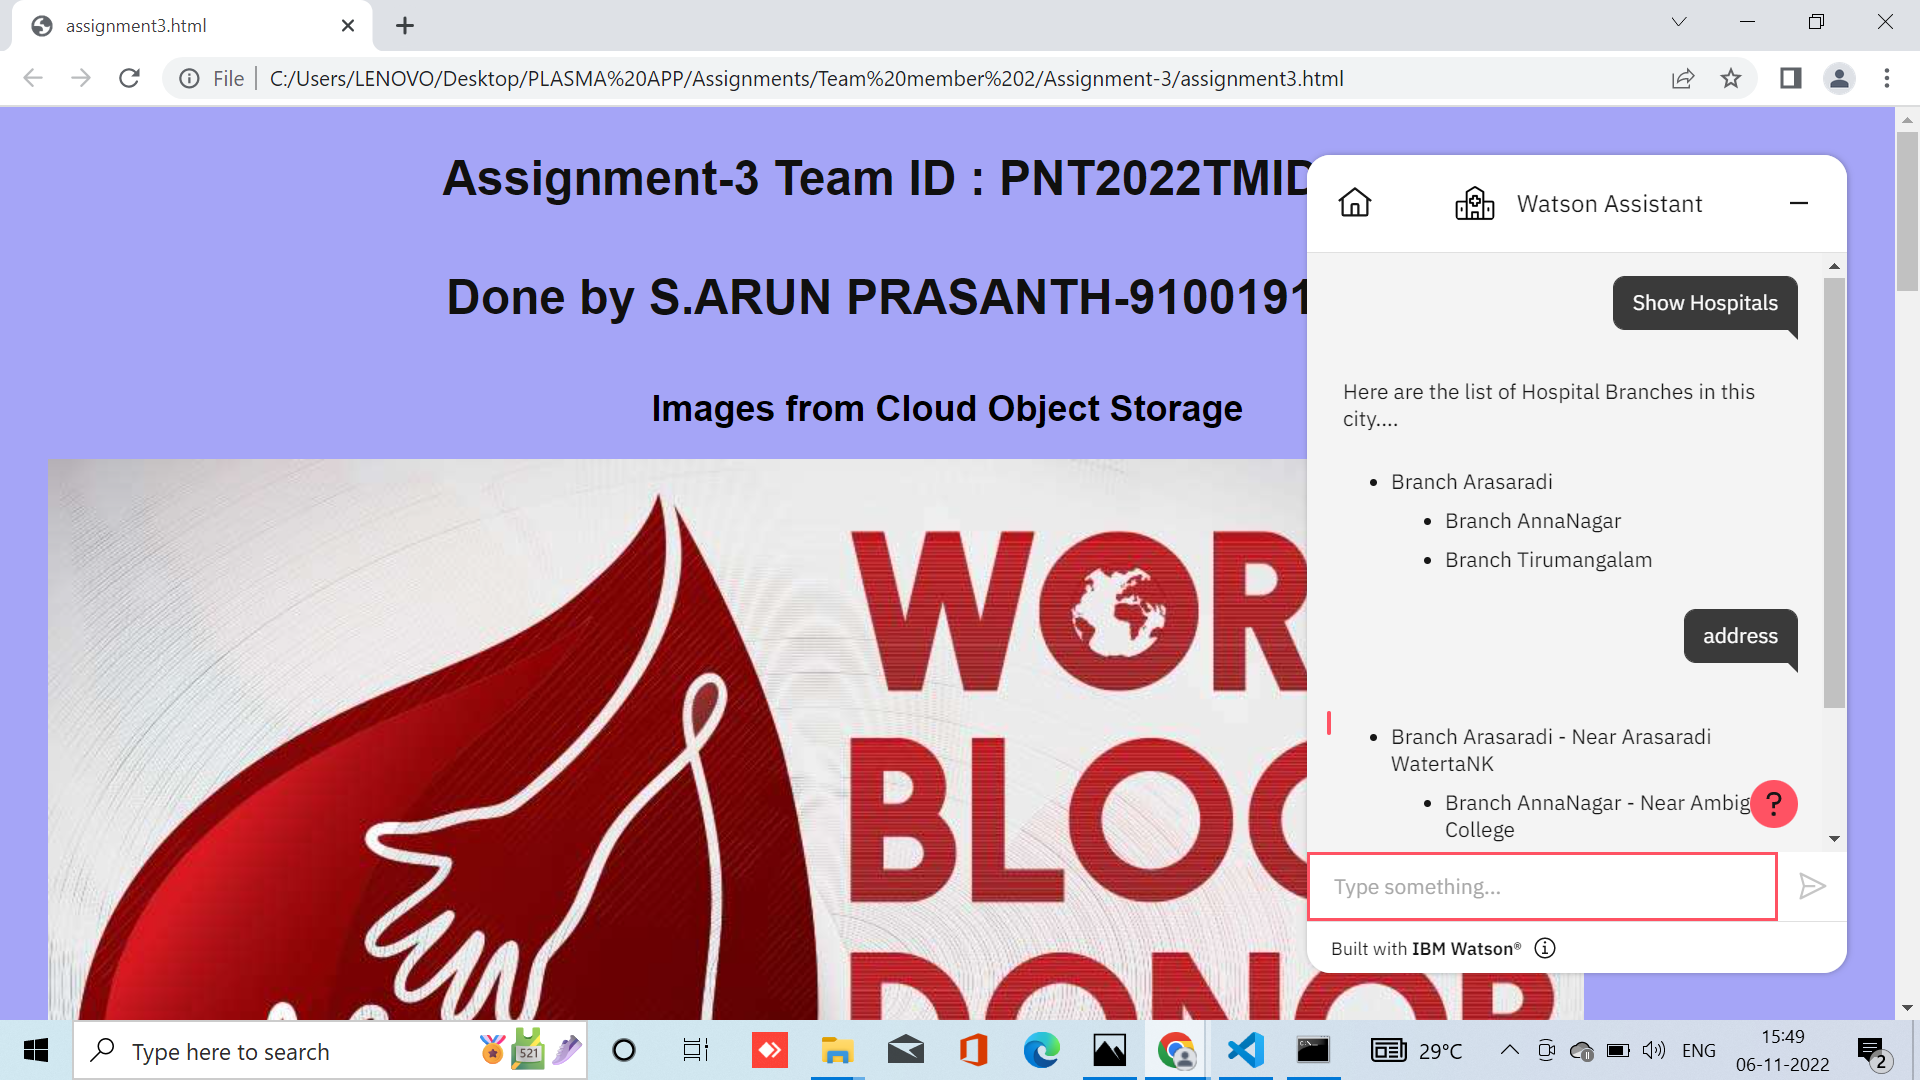 assignment3.html
File
C:/Users/LENOVO/Desktop/PLASMA%20APP/Assignments/Team%20member%202/Assignment-3/assignment3.html
Assignment-3 Team ID : PNT2022TMID
Done by S.ARUN PRASANTH-9100191
Images from Cloud Object Storage
WOR
BLOO
DONOR
Watson Assistant
Show Hospitals
Here are the list of Hospital Branches in this
city....
Branch Arasaradi
Branch AnnaNagar
Branch Tirumangalam
address
Branch Arasaradi - Near Arasaradi
WatertaNK
Branch AnnaNagar - Near Ambig
College
?
Type something...
Built with IBM Watson®
Type here to search
521
29°C
ENG
15:49
06-11-2022
2